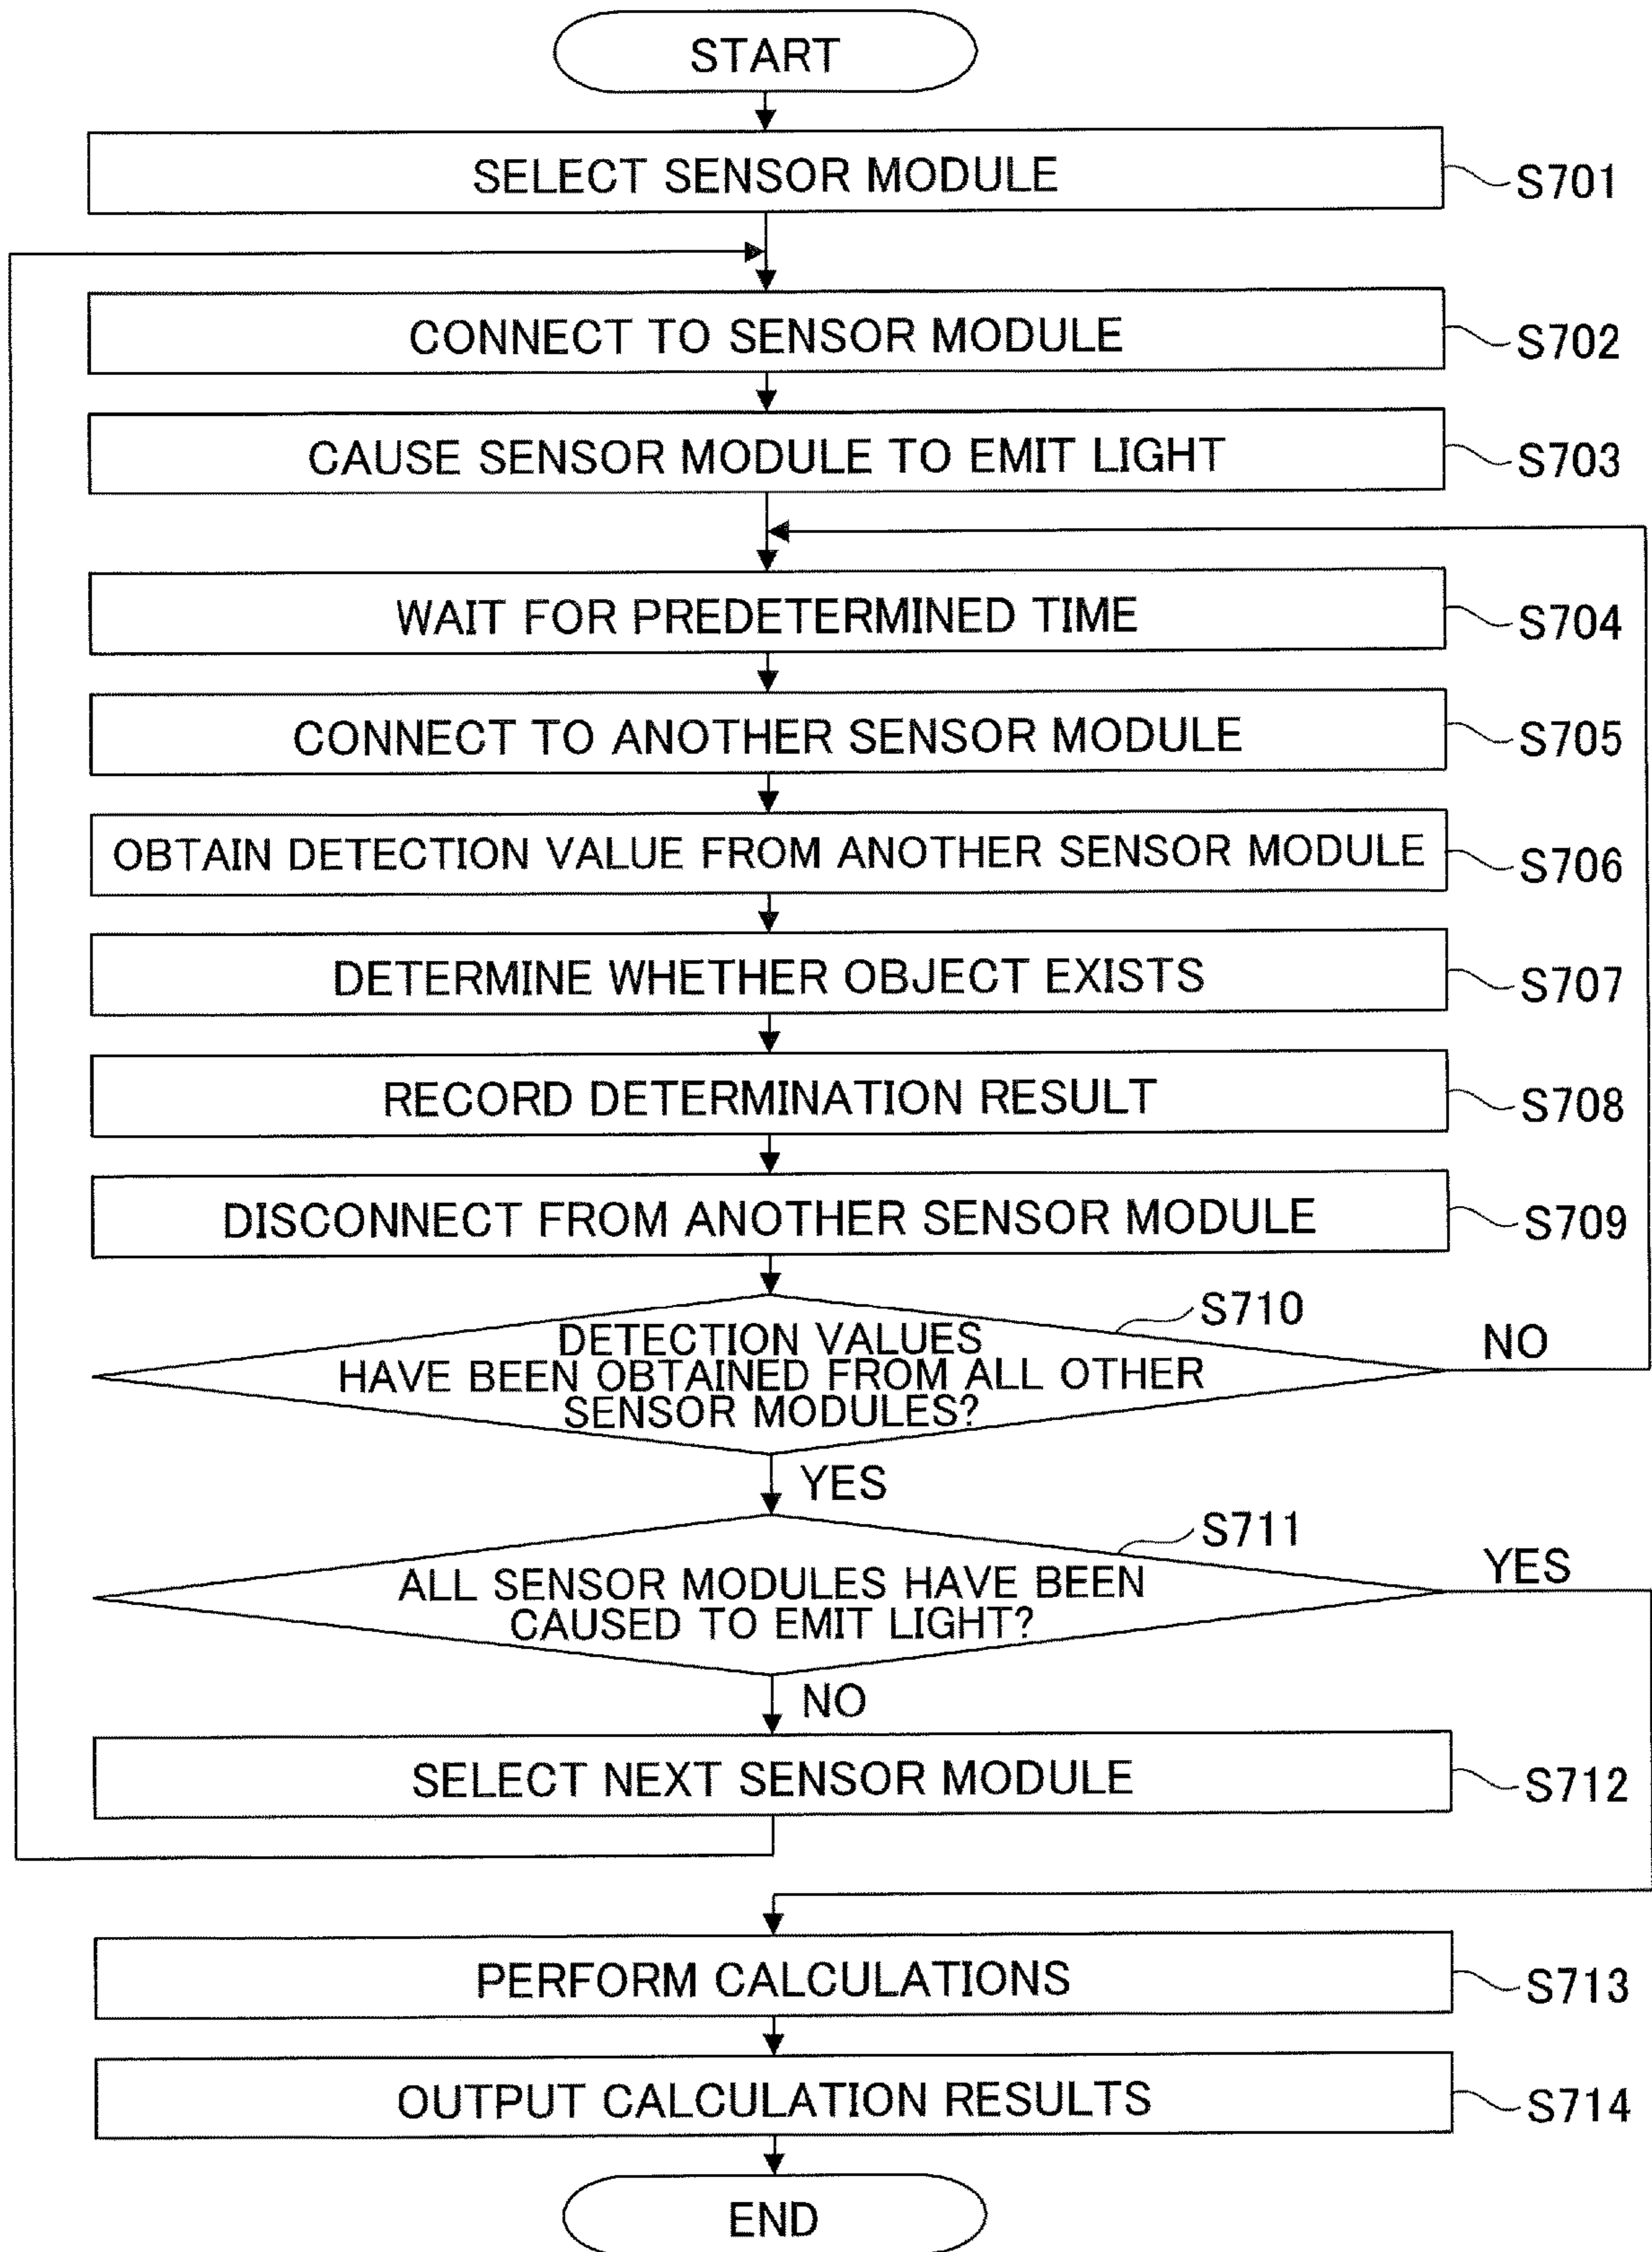 START
SELECT SENSOR MODULE
S701
CONNECT TO SENSOR MODULE
S702
CAUSE SENSOR MODULE TO EMIT LIGHT
S703
WAIT FOR PREDETERMINED TIME
S704
CONNECT TO ANOTHER SENSOR MODULE
S705
OBTAIN DETECTION VALUE FROM ANOTHER SENSOR MODULE
S706
DETERMINE WHETHER OBJECT EXISTS
S707
RECORD DETERMINATION RESULT
S708
DISCONNECT FROM ANOTHER SENSOR MODULE
S709
S710
DETECTION VALUES
HAVE BEEN OBTAINED FROM ALL OTHER
SENSOR MODULES?
NO
YES
S711
ALL SENSOR MODULES HAVE BEEN
CAUSED TO EMIT LIGHT?
YES
NO
SELECT NEXT SENSOR MODULE
S712
PERFORM CALCULATIONS
S713
OUTPUT CALCULATION RESULTS
S714
END